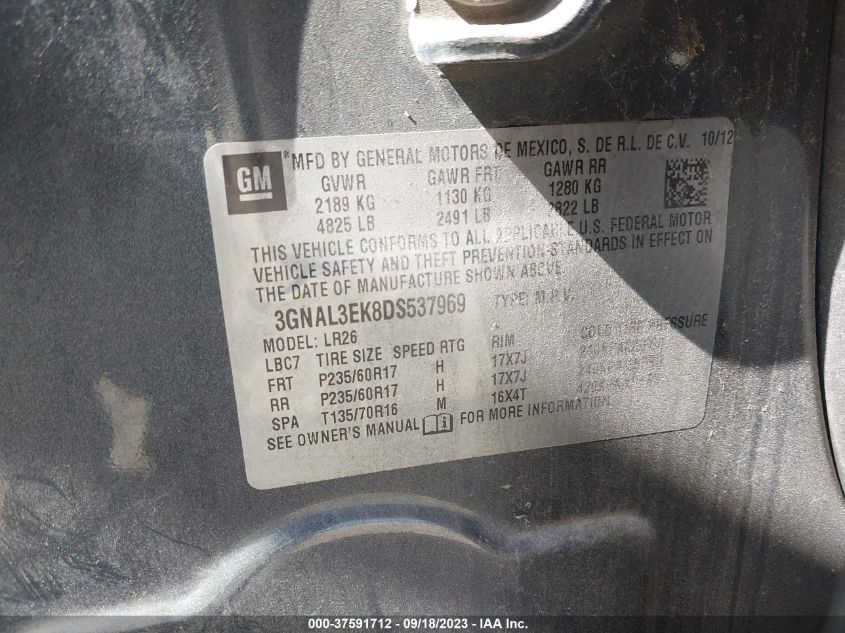 GM
® MFD BY GENERAL MOTORS DE MEXICO, S. DE R.L. DE C.V. 10/12
GVWR GAWR FRT GAWR RR
2189 KG 1130 KG 1280 KG
4825 LB 2491 LB 2822 LB
THIS VEHICLE CONFORMS TO ALL APPLICABLE U.S. FEDERAL MOTOR
VEHICLE SAFETY AND THEFT PREVENTION STANDARDS IN EFFECT ON
THE DATE OF MANUFACTURE SHOWN ABOVE.
3GNAL3EK8DS537969 TYPE: M.P.V.
MODEL: LR26
LBC7 TIRE SIZE SPEED RTG RIM COLD TIRE PRESSURE
FRT P235/60R17 H 17X7J
RR P235/60R17 H 17X7J
SPA T135/70R16 M 16X4T
SEE OWNER'S MANUAL FOR MORE INFORMATION.
000-37591712 - 09/18/2023 - IAA Inc.